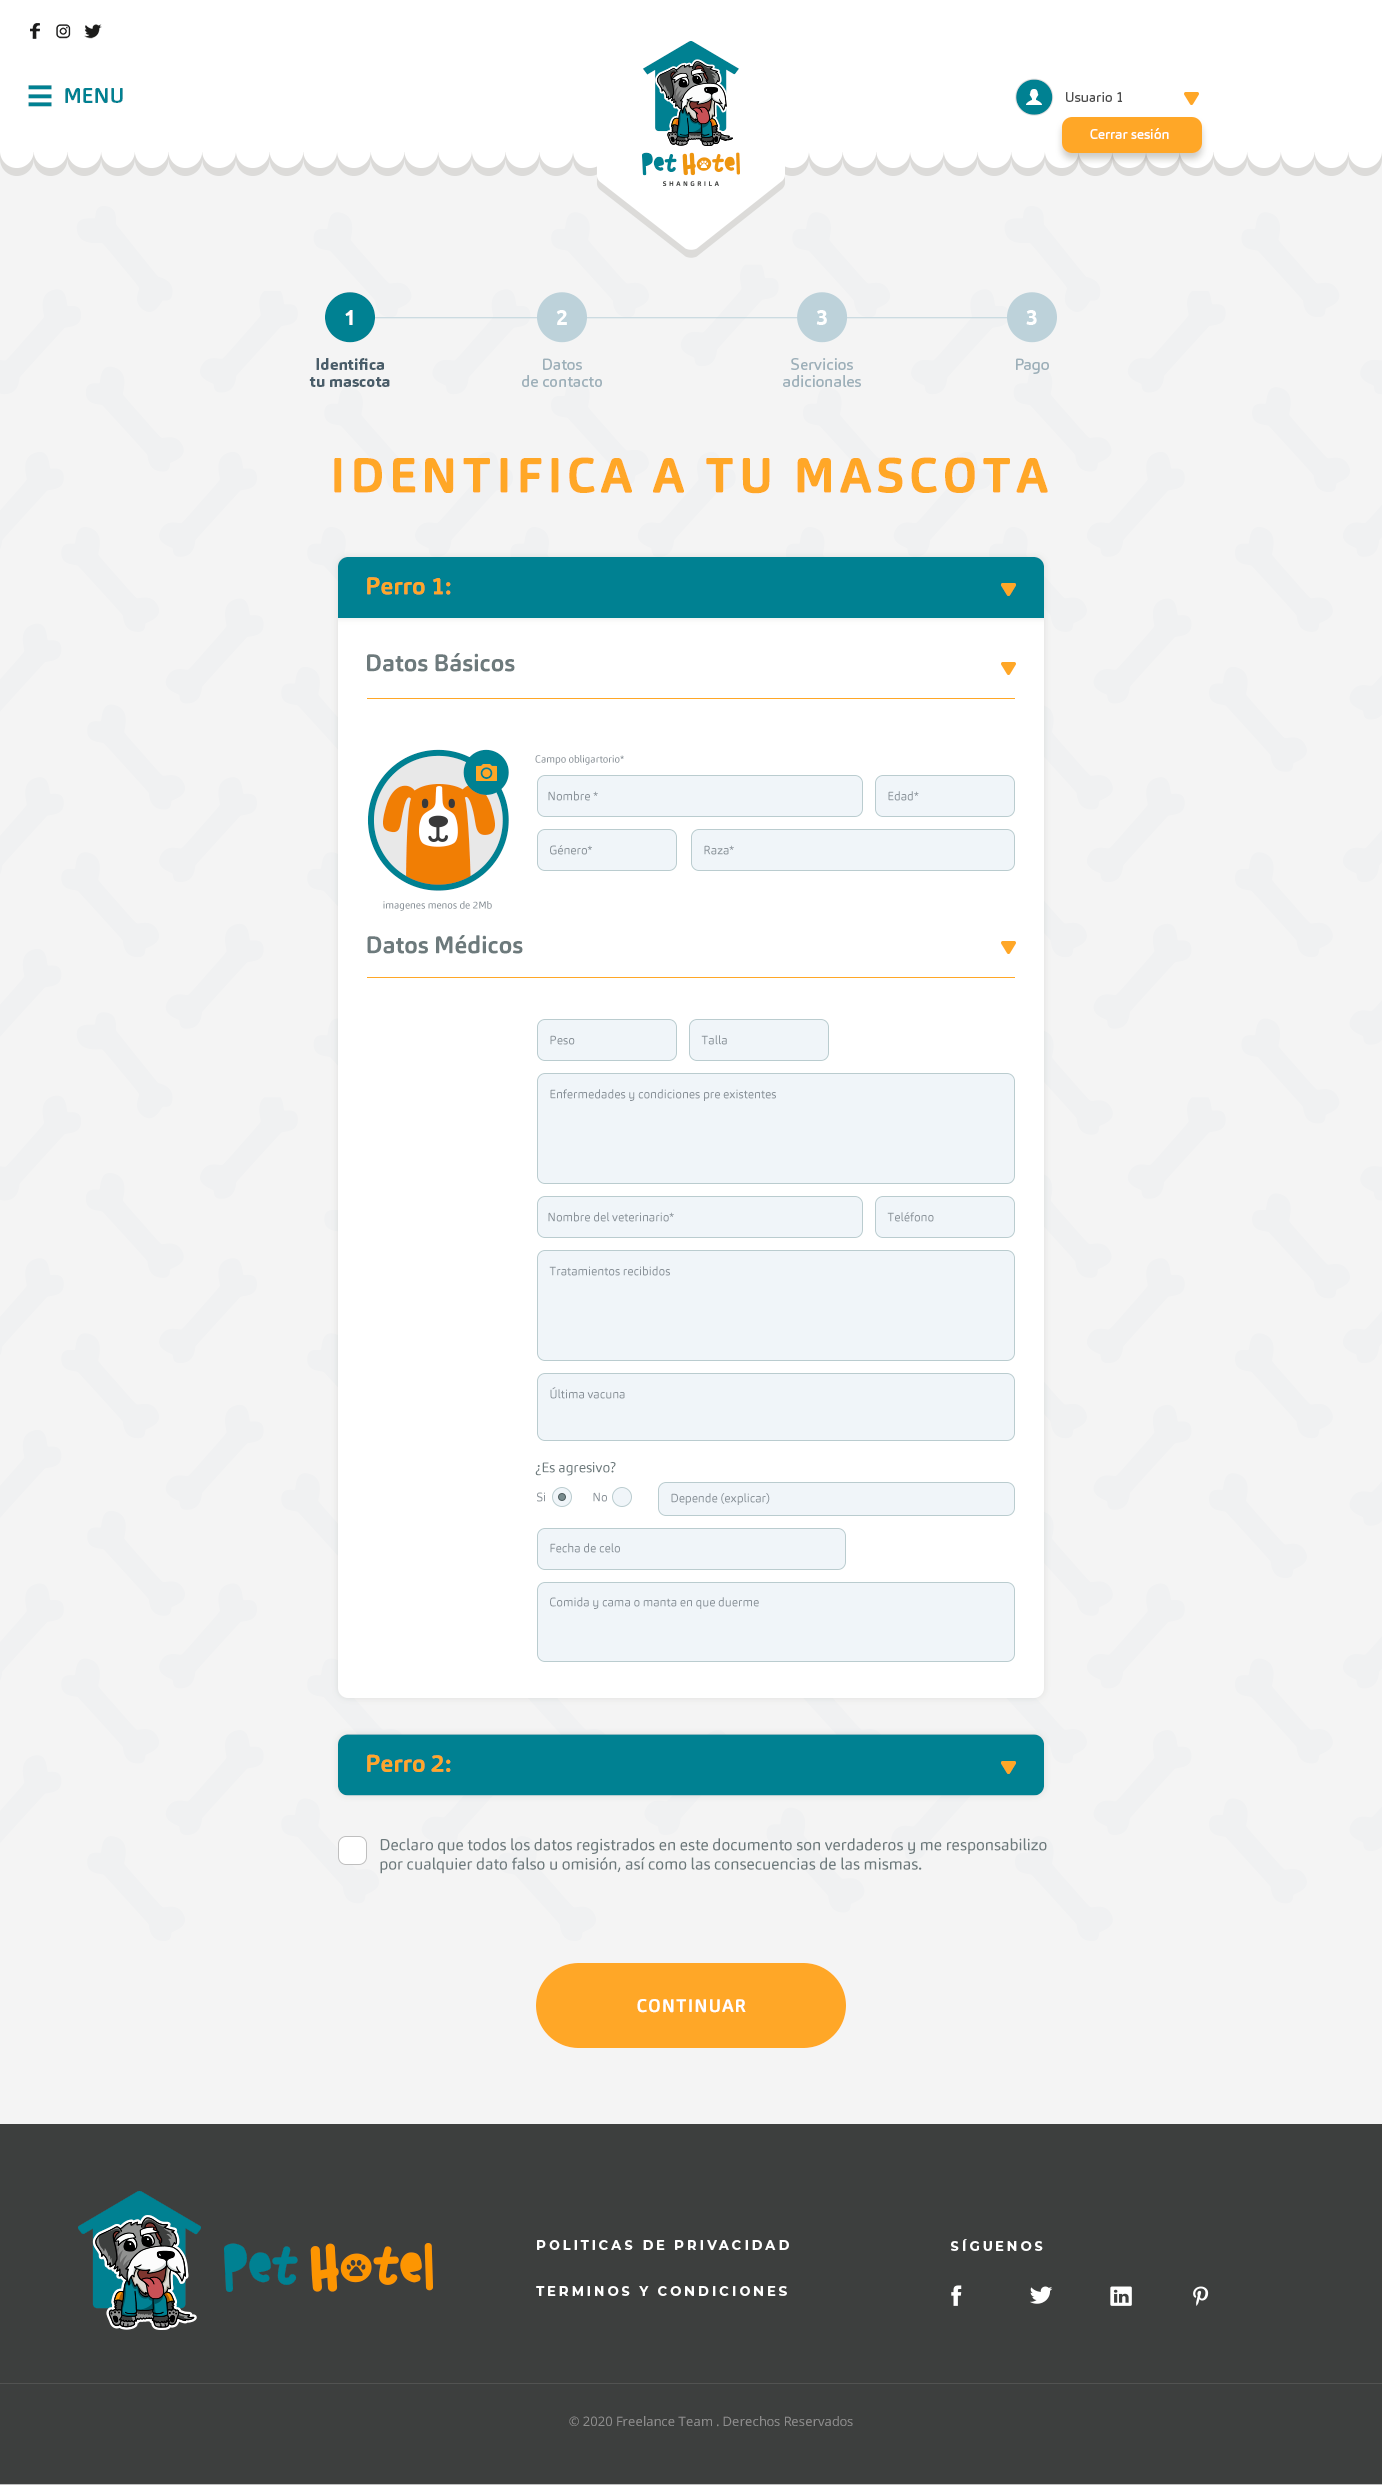 MENU
Usuario 1
Cerrar sesión
Pet Hotel
SHANGRILA
1
2
3
3
Identifica
tu mascota
Datos
de contacto
Servicios
adicionales
Pago
IDENTIFICA A TU MASCOTA
Perro 1:
Datos Básicos
Campo obligartorio*
Nombre *
Edad*
Género*
Raza*
imagenes menos de 2Mb
Datos Médicos
Peso
Talla
Enfermedades y condiciones pre existentes
Nombre del veterinario*
Teléfono
Tratamientos recibidos
Última vacuna
¿Es agresivo?
Si
No
Depende (explicar)
Fecha de celo
Comida y cama o manta en que duerme
Perro 2:
Declaro que todos los datos registrados en este documento son verdaderos y me responsabilizo
por cualquier dato falso u omisión, así como las consecuencias de las mismas.
CONTINUAR
Pet Hotel
POLITICAS DE PRIVACIDAD
TERMINOS Y CONDICIONES
SÍGUENOS
© 2020 Freelance Team . Derechos Reservados